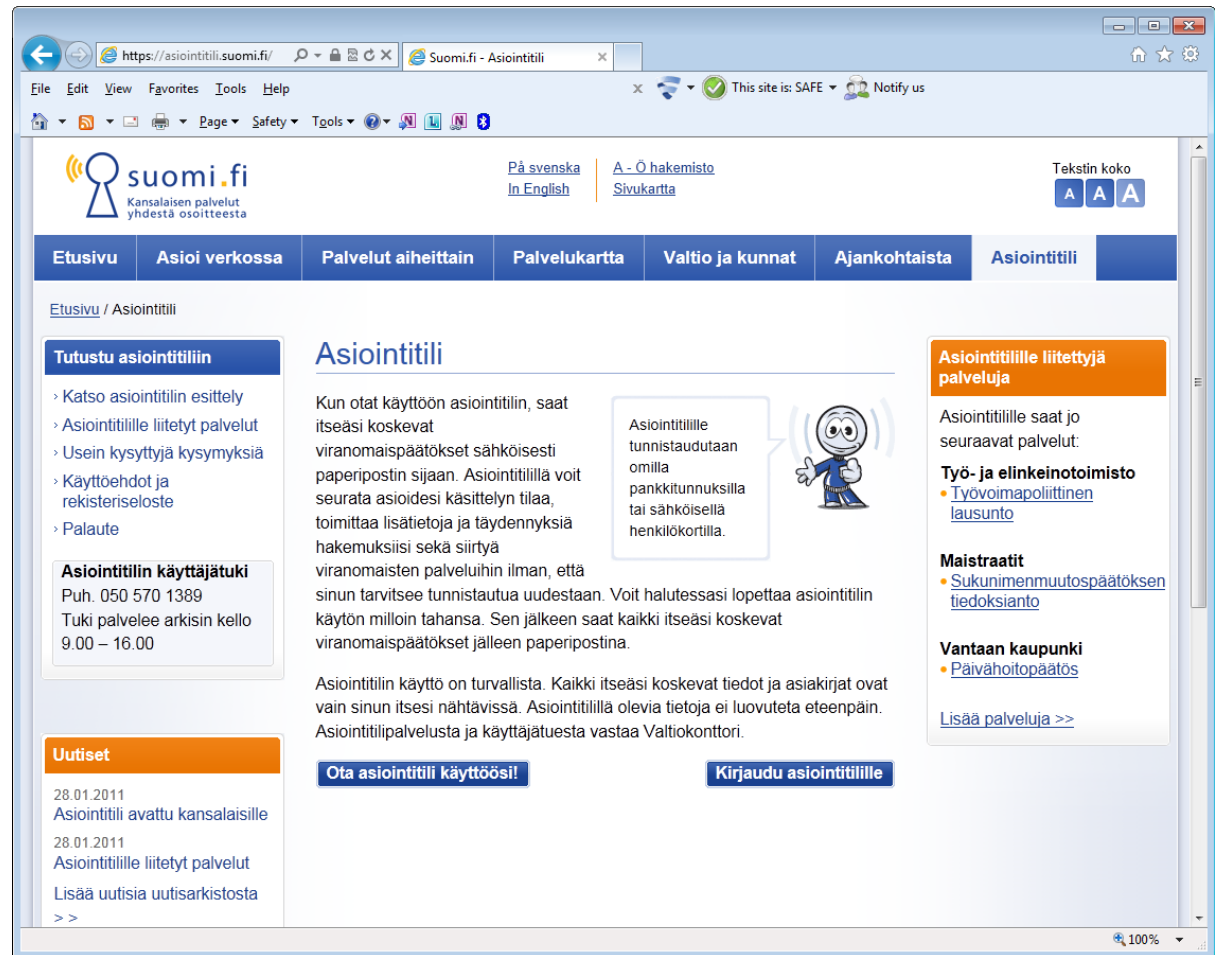 https://asiointitili.suomi.fi/
Suomi.fi - Asiointitili
File Edit View Favorites Tools Help
This site is: SAFE Notify us
Page Safety Tools
suomi.fi
Kansalaisen palvelut
yhdestä osoitteesta
På svenska
In English
A - Ö hakemisto
Sivukartta
Tekstin koko
A A A
Etusivu Asioi verkossa Palvelut aiheittain Palvelukartta Valtio ja kunnat Ajankohtaista Asiointitili
Etusivu / Asiointitili
Tutustu asiointitiliin
› Katso asiointitilin esittely
› Asiointitilille liitetyt palvelut
› Usein kysyttyjä kysymyksiä
› Käyttöehdot ja
rekisteriseloste
› Palaute
Asiointitilin käyttäjätuki
Puh. 050 570 1389
Tuki palvelee arkisin kello
9.00 – 16.00
Uutiset
28.01.2011
Asiointitili avattu kansalaisille
28.01.2011
Asiointitilille liitetyt palvelut
Lisää uutisia uutisarkistosta
> >
Asiointitili
Kun otat käyttöön asiointitilin, saat
itseäsi koskevat
viranomaispäätökset sähköisesti
paperipostin sijaan. Asiointitilillä voit
seurata asioidesi käsittelyn tilaa,
toimittaa lisätietoja ja täydennyksiä
hakemuksiisi sekä siirtyä
viranomaisten palveluihin ilman, että
sinun tarvitsee tunnistautua uudestaan. Voit halutessasi lopettaa asiointitilin
käytön milloin tahansa. Sen jälkeen saat kaikki itseäsi koskevat
viranomaispäätökset jälleen paperipostina.
Asiointitilille
tunnistaudutaan
omilla
pankkitunnuksilla
tai sähköisellä
henkilökortilla.
Asiointitilin käyttö on turvallista. Kaikki itseäsi koskevat tiedot ja asiakirjat ovat
vain sinun itsesi nähtävissä. Asiointitilillä olevia tietoja ei luovuteta eteenpäin.
Asiointitilipalvelusta ja käyttäjätuesta vastaa Valtiokonttori.
Ota asiointitili käyttöösi! Kirjaudu asiointitilille
Asiointitilille liitettyjä
palveluja
Asiointitilille saat jo
seuraavat palvelut:
Työ- ja elinkeinotoimisto
• Työvoimapoliittinen
lausunto
Maistraatit
• Sukunimenmuutospäätöksen
tiedoksianto
Vantaan kaupunki
• Päivähoitopäätös
Lisää palveluja >>
100%